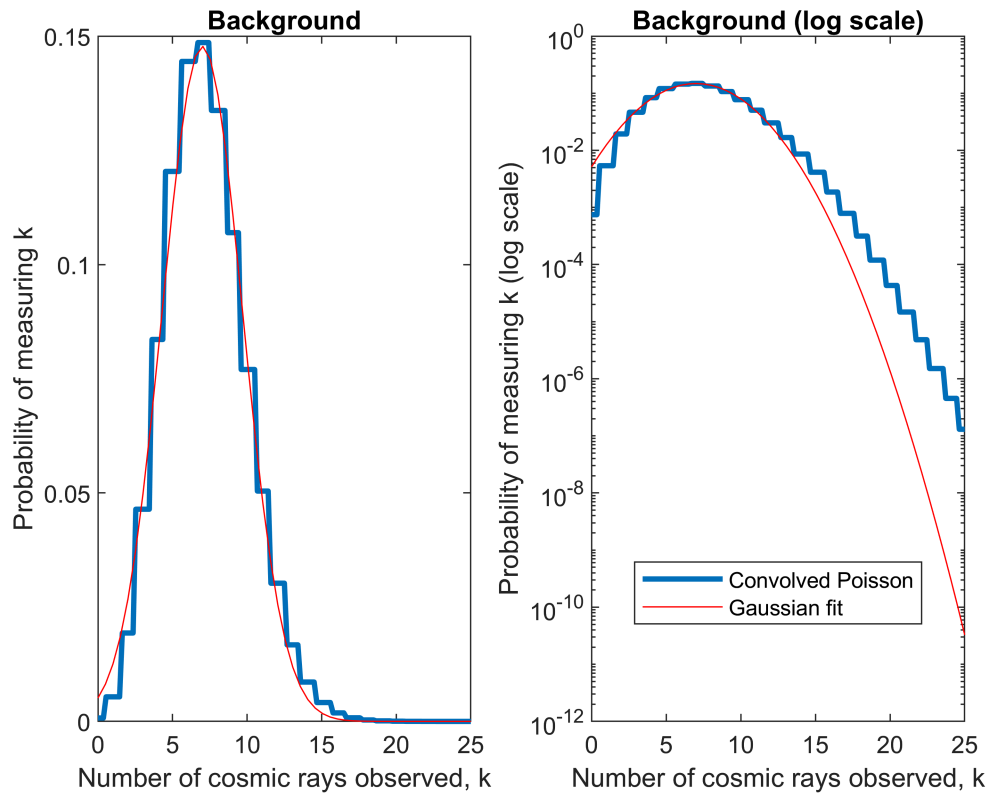 Background
0.15
0.1
0.05
0
0 5 10 15 20 25
Probability of measuring k
Number of cosmic rays observed, k
Background (log scale)
10^0
10^-2
10^-4
10^-6
10^-8
10^-10
10^-12
0 5 10 15 20 25
Probability of measuring k (log scale)
Number of cosmic rays observed, k
Convolved Poisson
Gaussian fit